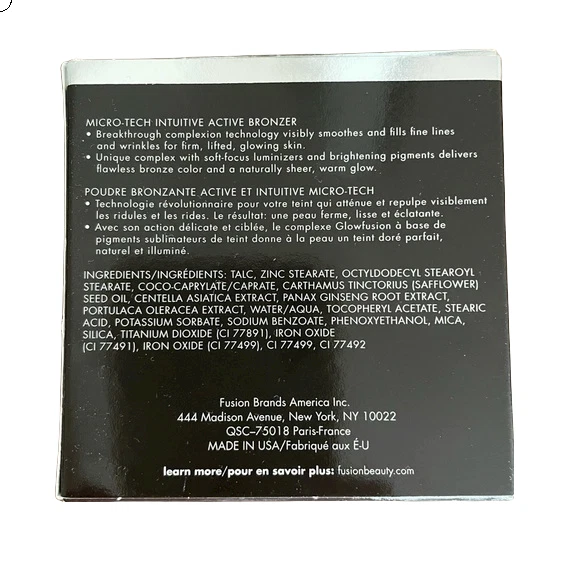 MICRO-TECH INTUITIVE ACTIVE BRONZER
• Breakthrough complexion technology visibly smoothes and fills fine lines
and wrinkles for firm, lifted, glowing skin.
• Unique complex with soft-focus luminizers and brightening pigments delivers
flawless bronze color and a naturally sheer, warm glow.
POUDRE BRONZANTE ACTIVE ET INTUITIVE MICRO-TECH
• Technologie révolutionnaire pour votre teint qui atténue et repulpe visiblement
les ridules et les rides. Le résultat: une peau ferme, lisse et éclatante.
• Avec son action délicate et ciblée, le complexe Glowfusion à base de
pigments sublimateurs de teint donne à la peau un teint doré parfait,
naturel et illuminé.
INGREDIENTS/INGRÉDIENTS: TALC, ZINC STEARATE, OCTYLDODECYL STEAROYL
STEARATE, COCO-CAPRYLATE/CAPRATE, CARTHAMUS TINCTORIUS (SAFFLOWER)
SEED OIL, CENTELLA ASIATICA EXTRACT, PANAX GINSENG ROOT EXTRACT,
PORTULACA OLERACEA EXTRACT, WATER/AQUA, TOCOPHERYL ACETATE, STEARIC
ACID, POTASSIUM SORBATE, SODIUM BENZOATE, PHENOXYETHANOL, MICA,
SILICA, TITANIUM DIOXIDE (CI 77891), IRON OXIDE
(CI 77491), IRON OXIDE (CI 77499), CI 77499, CI 77492
Fusion Brands America Inc.
444 Madison Avenue, New York, NY 10022
QSC–75018 Paris-France
MADE IN USA/Fabriqué aux É-U
learn more/pour en savoir plus: fusionbeauty.com